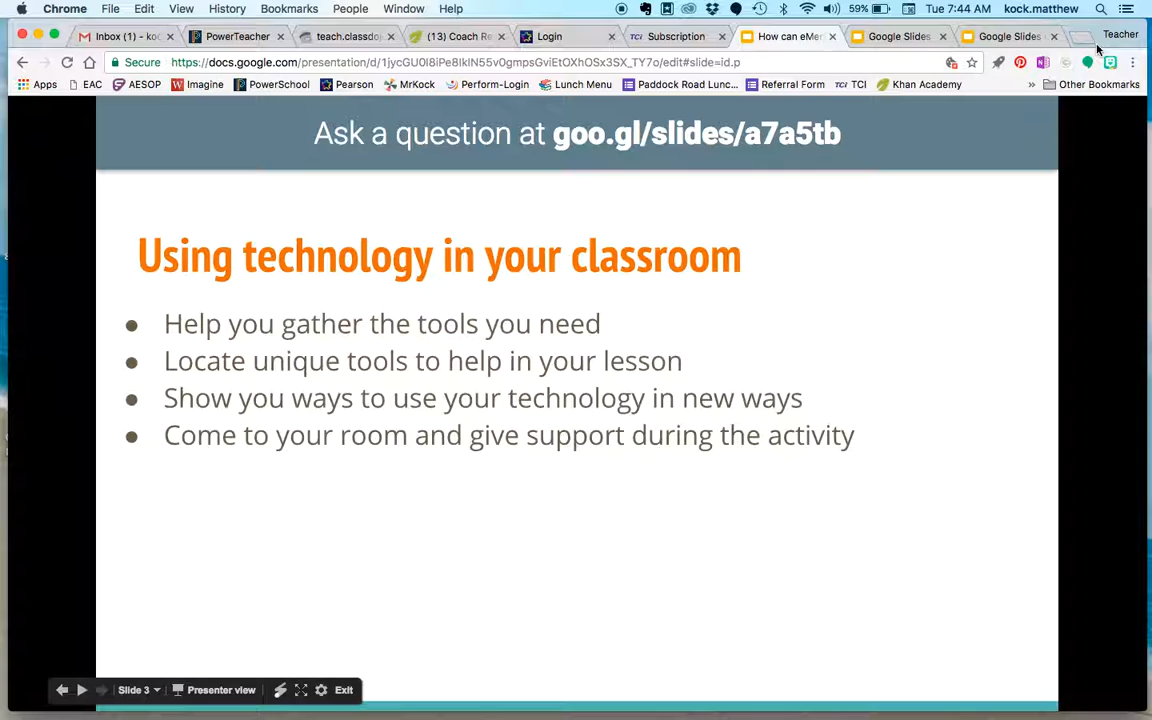 Chrome File Edit View History Bookmarks People Window Help 59% Tue 7:44 AM kock.matthew
Inbox (1) - ko PowerTeacher teach.classdoj (13) Coach Re Login TCI Subscription How can eMe Google Slides Google Slides Teacher
Secure https://docs.google.com/presentation/d/1jycGU0I8iPe8IkIN55v0gmpsGviEtOXhOSx3SX_TY7o/edit#slide=id.p
Apps EAC AESOP Imagine PowerSchool Pearson MrKock Perform-Login Lunch Menu Paddock Road Lunc... Referral Form TCI TCI Khan Academy » Other Bookmarks
Ask a question at goo.gl/slides/a7a5tb
Using technology in your classroom
● Help you gather the tools you need
● Locate unique tools to help in your lesson
● Show you ways to use your technology in new ways
● Come to your room and give support during the activity
Slide 3 Presenter view Exit